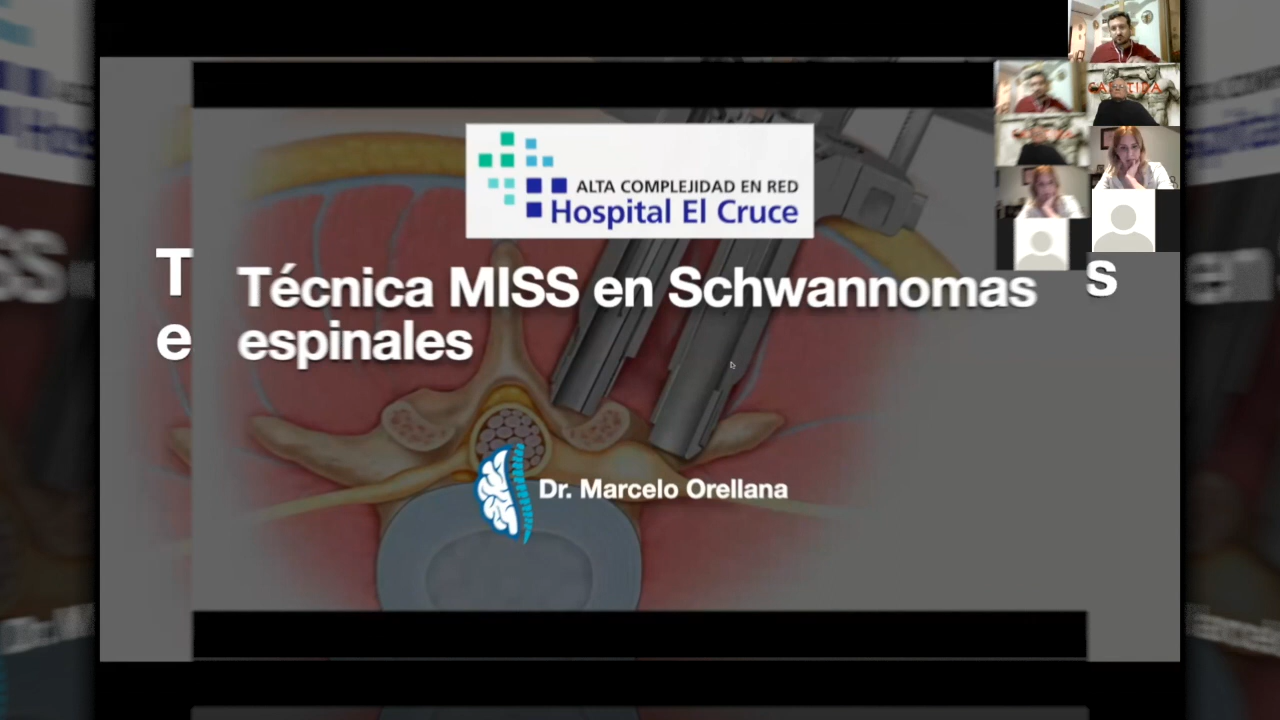 ALTA COMPLEJIDAD EN RED
Hospital El Cruce
Técnica MISS en Schwannomas
espinales
Dr. Marcelo Orellana